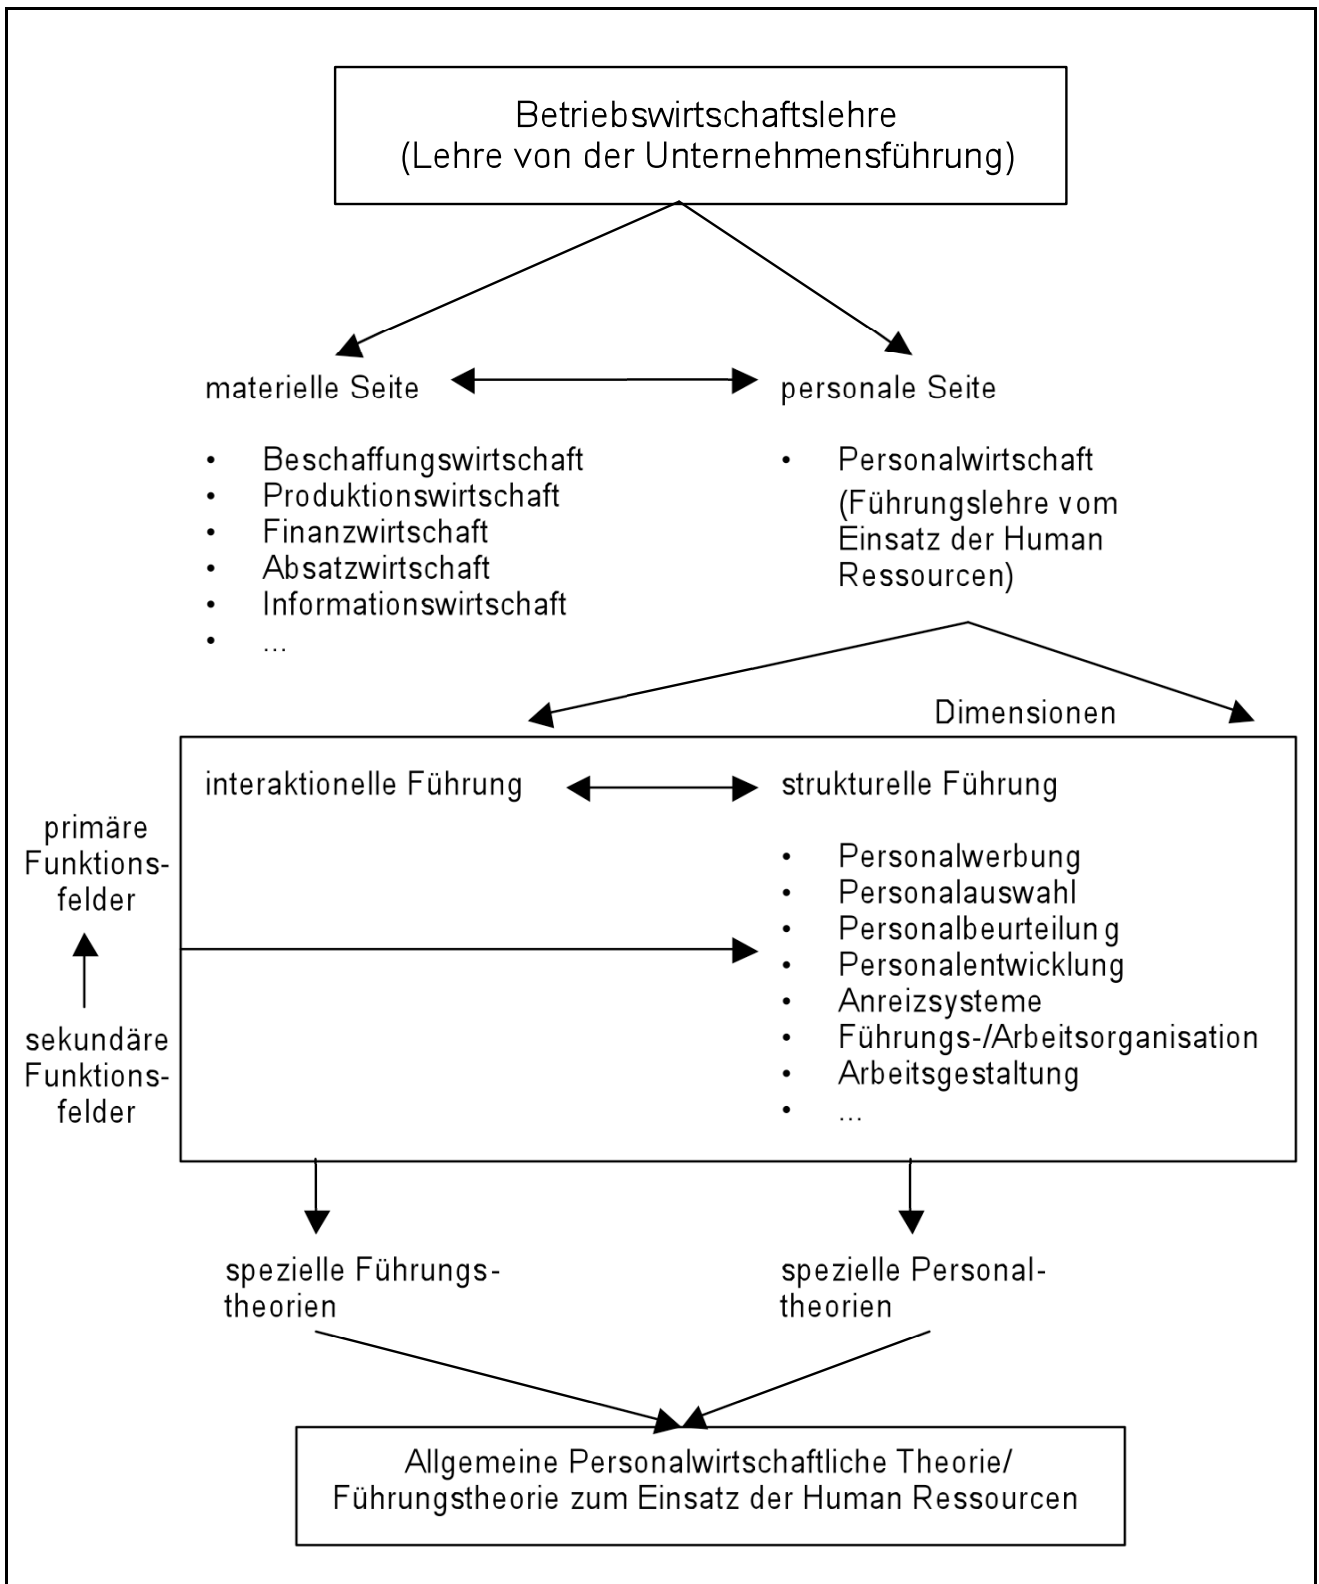 Betriebswirtschaftslehre
(Lehre von der Unternehmensführung)
materielle Seite
• Beschaffungswirtschaft
• Produktionswirtschaft
• Finanzwirtschaft
• Absatzwirtschaft
• Informationswirtschaft
• ...
personale Seite
• Personalwirtschaft
(Führungslehre vom
Einsatz der Human
Ressourcen)
Dimensionen
primäre
Funktions-
felder
sekundäre
Funktions-
felder
interaktionelle Führung
strukturelle Führung
• Personalwerbung
• Personalauswahl
• Personalbeurteilung
• Personalentwicklung
• Anreizsysteme
• Führungs-/Arbeitsorganisation
• Arbeitsgestaltung
• ...
spezielle Führungs-
theorien
spezielle Personal-
theorien
Allgemeine Personalwirtschaftliche Theorie/
Führungstheorie zum Einsatz der Human Ressourcen